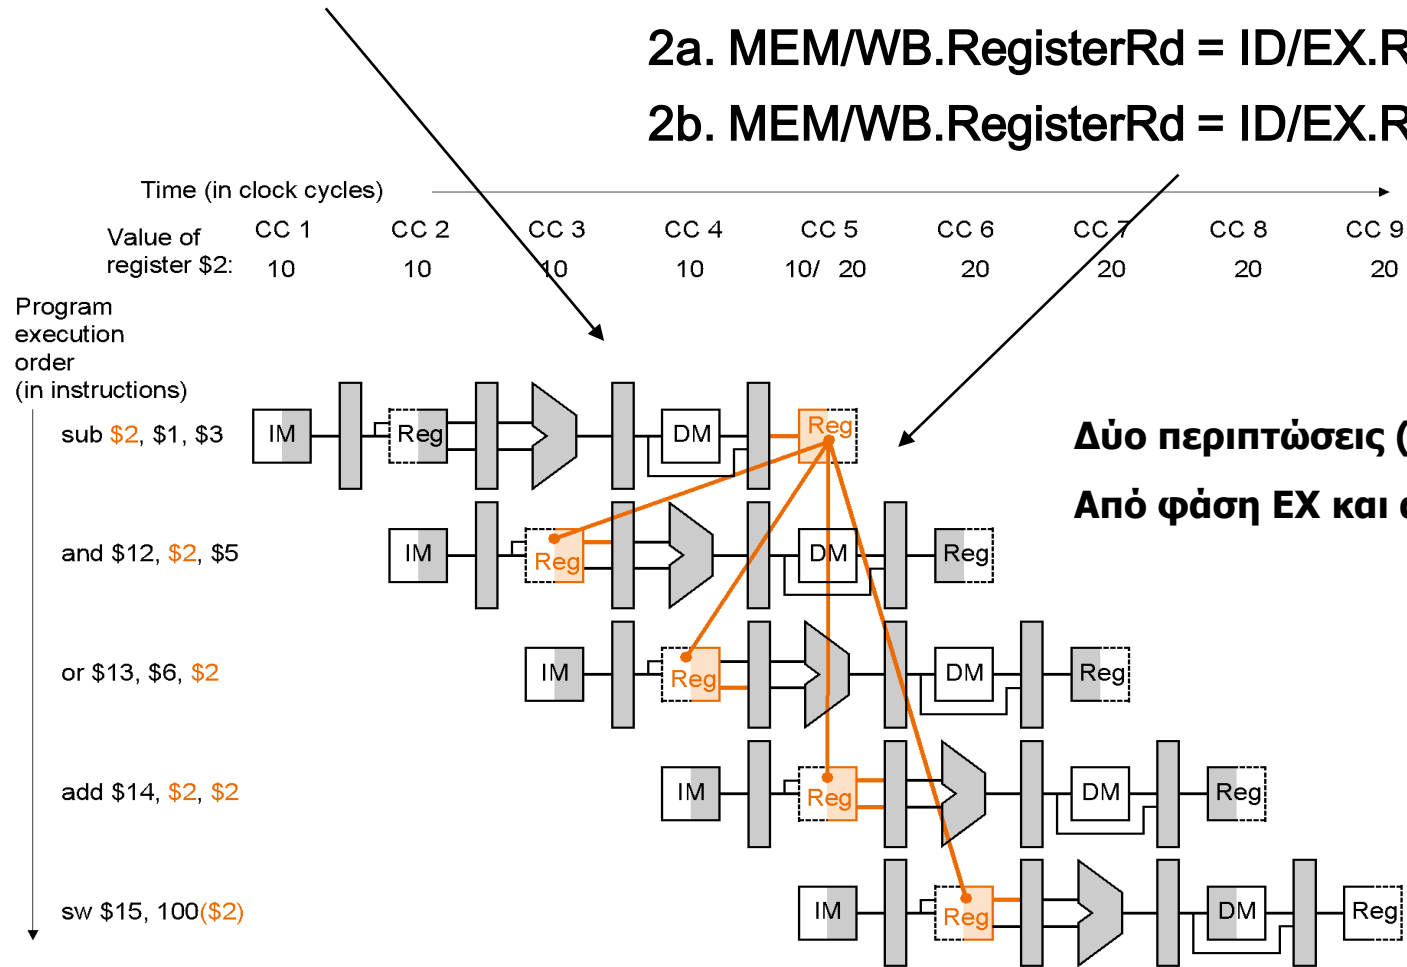 2a. MEM/WB.RegisterRd = ID/EX.R
2b. MEM/WB.RegisterRd = ID/EX.R
Time (in clock cycles)
CC 1 CC 2 CC 3 CC 4 CC 5 CC 6 CC 7 CC 8 CC 9
Value of
register $2:
10 10 10 10 10/ 20 20 20 20 20
Program
execution
order
(in instructions)
sub $2, $1, $3
IM Reg DM Reg
Δύο περιπτώσεις (
Από φάση EX και
and $12, $2, $5
IM Reg DM Reg
or $13, $6, $2
IM Reg DM Reg
add $14, $2, $2
IM Reg DM Reg
sw $15, 100($2)
IM Reg DM Reg